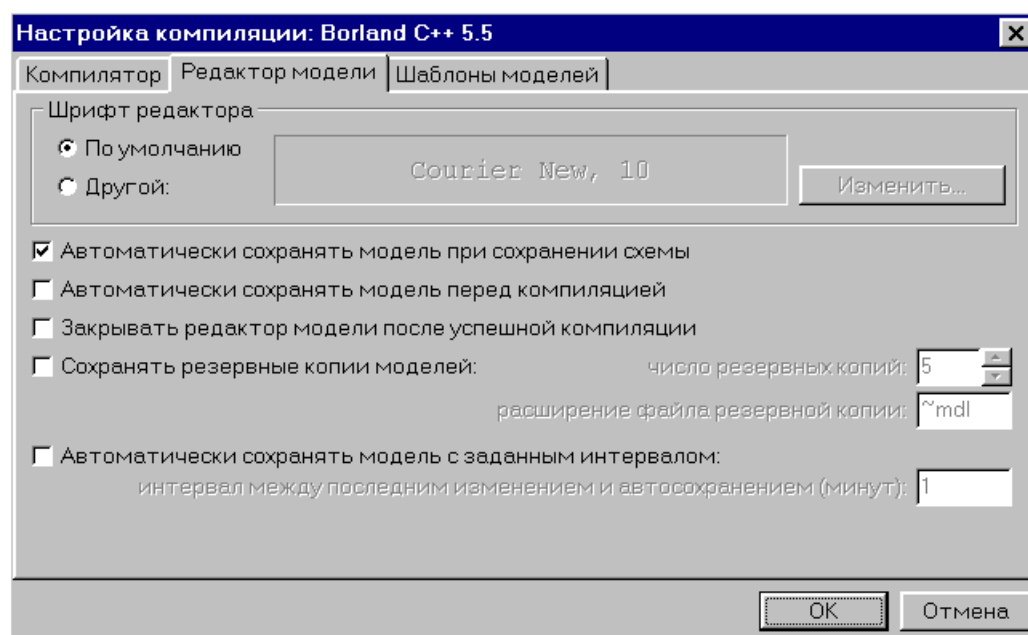 Настройка компиляции: Borland C++ 5.5
Компилятор Редактор модели Шаблоны моделей
Шрифт редактора
По умолчанию
Courier New, 10
Другой:
Изменить...
Автоматически сохранять модель при сохранении схемы
Автоматически сохранять модель перед компиляцией
Закрывать редактор модели после успешной компиляции
Сохранять резервные копии моделей: число резервных копий: 5
расширение файла резервной копии: ~mdl
Автоматически сохранять модель с заданным интервалом:
интервал между последним изменением и автосохранением (минут): 1
OK Отмена